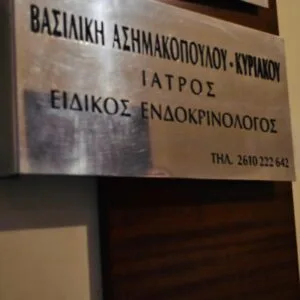 ΒΑΣΙΛΙΚΗ ΑΣΗΜΑΚΟΠΟΥΛΟΥ - ΚΥΡΙΑΚΟΥ
ΙΑΤΡΟΣ
ΕΙΔΙΚΟΣ ΕΝΔΟΚΡΙΝΟΛΟΓΟΣ
ΤΗΛ. 2610 222 642